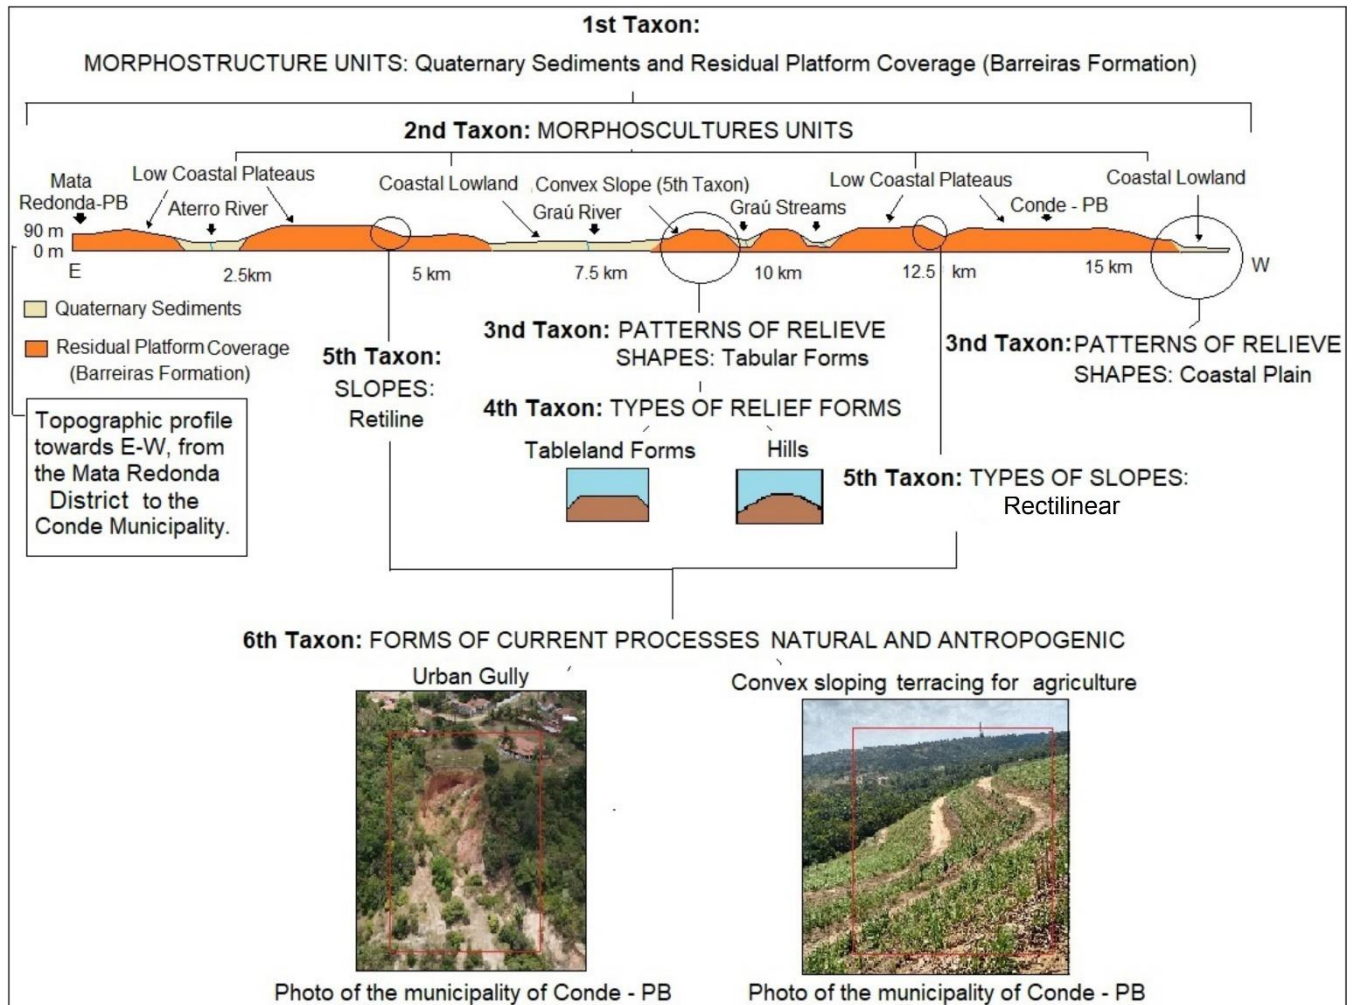 1st Taxon:
MORPHOSTRUCTURE UNITS: Quaternary Sediments and Residual Platform Coverage (Barreiras Formation)
2nd Taxon: MORPHOSCULTURES UNITS
Mata
Redonda-PB
Low Coastal Plateaus
Aterro River
Coastal Lowland
Convex Slope (5th Taxon)
Graú River
Graú Streams
Low Coastal Plateaus
Conde - PB
Coastal Lowland
90 m
0 m
E
2.5km
5 km
7.5 km
10 km
12.5 km
15 km
W
Quaternary Sediments
Residual Platform Coverage
(Barreiras Formation)
Topographic profile
towards E-W, from
the Mata Redonda
District to the
Conde Municipality.
5th Taxon:
SLOPES:
Retiline
3nd Taxon: PATTERNS OF RELIEVE
SHAPES: Tabular Forms
3nd Taxon: PATTERNS OF RELIEVE
SHAPES: Coastal Plain
4th Taxon: TYPES OF RELIEF FORMS
Tableland Forms
Hills
5th Taxon: TYPES OF SLOPES:
Rectilinear
6th Taxon: FORMS OF CURRENT PROCESSES NATURAL AND ANTROPOGENIC
Urban Gully
Convex sloping terracing for agriculture
Photo of the municipality of Conde - PB
Photo of the municipality of Conde - PB